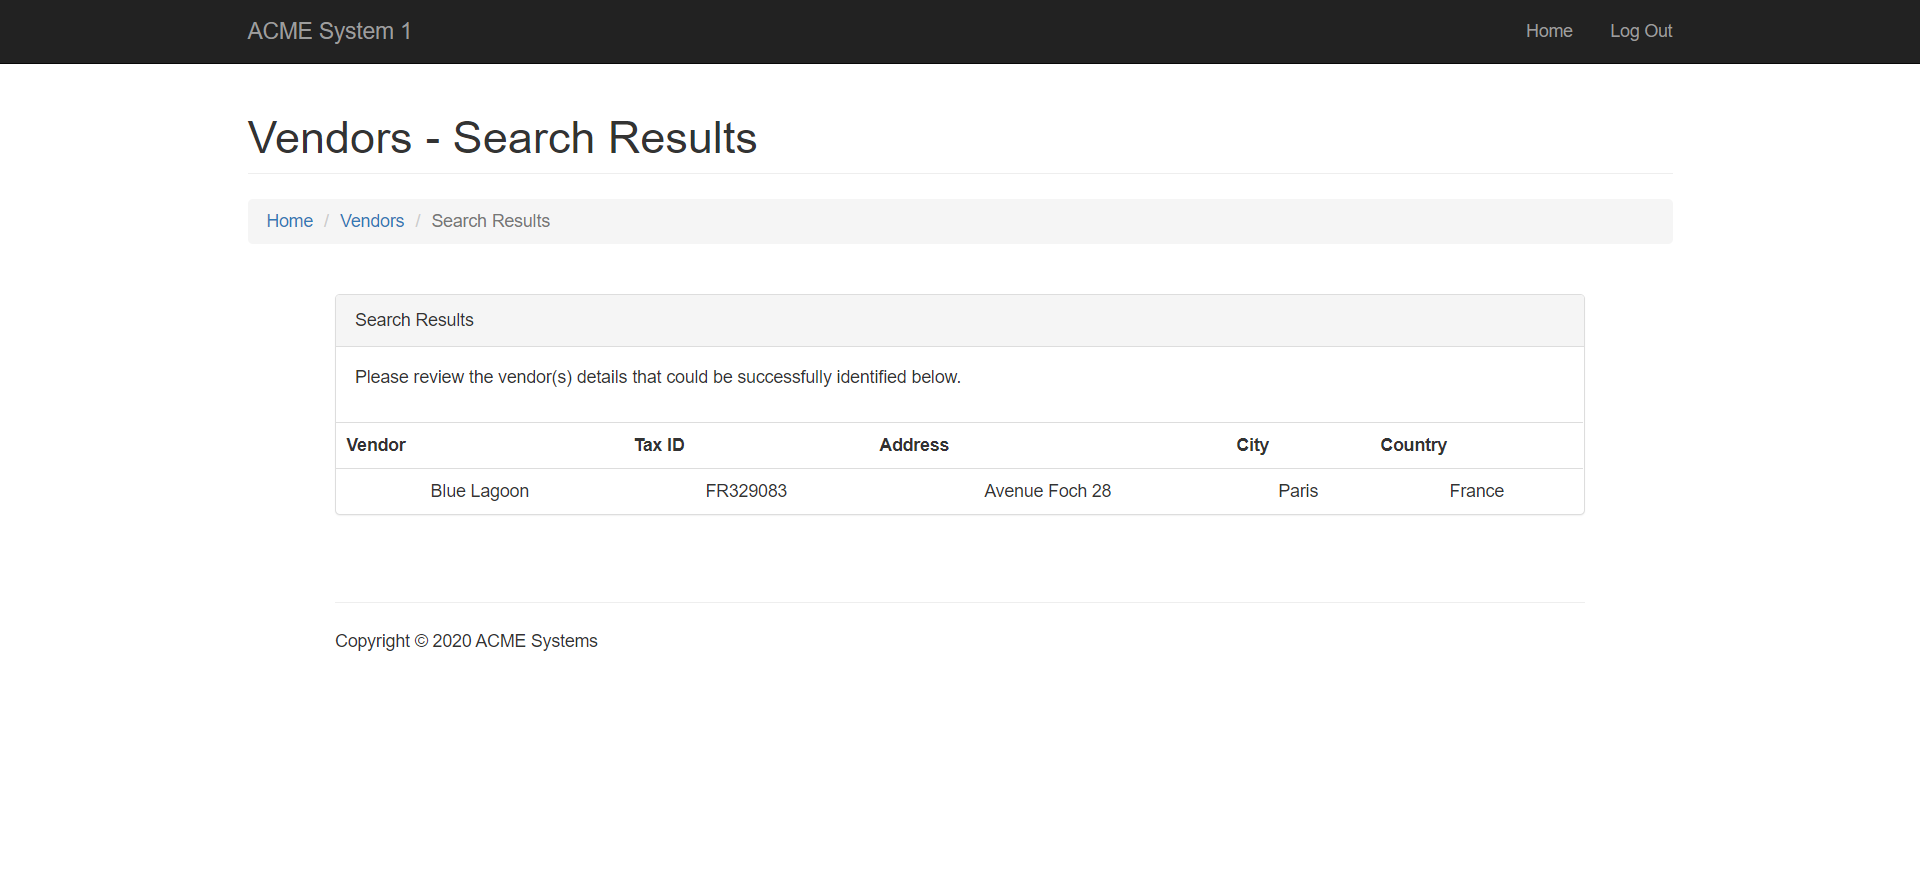 ACME System 1 Home Log Out
Vendors - Search Results
Home / Vendors / Search Results
Search Results
Please review the vendor(s) details that could be successfully identified below.
Vendor Tax ID Address City Country
Blue Lagoon FR329083 Avenue Foch 28 Paris France
Copyright © 2020 ACME Systems